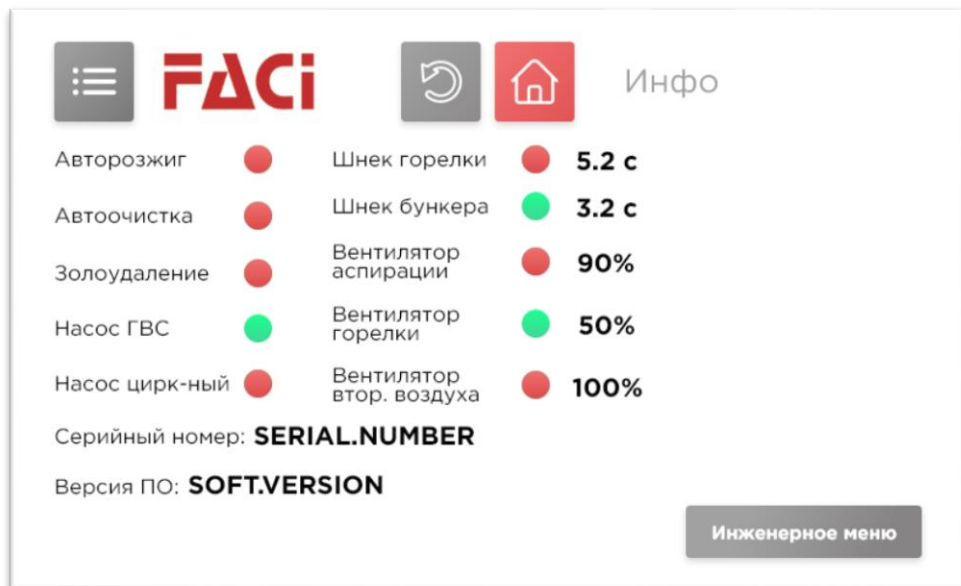 FACi
Инфо
Авторозжиг
Шнек горелки
5.2 с
Автоочистка
Шнек бункера
3.2 с
Золоудаление
Вентилятор
аспирации
90%
Насос ГВС
Вентилятор
горелки
50%
Насос цирк-ный
Вентилятор
втор. воздуха
100%
Серийный номер: SERIAL.NUMBER
Версия ПО: SOFT.VERSION
Инженерное меню